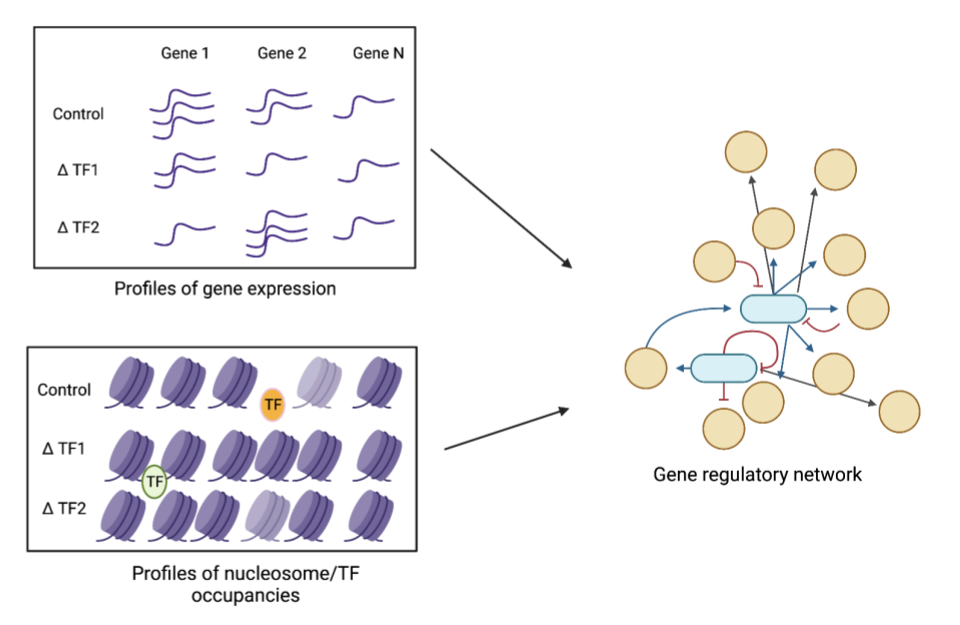 Gene 1 Gene 2 Gene N
Control
Δ TF1
Δ TF2
Profiles of gene expression
Control
TF
Δ TF1
TF
Δ TF2
Profiles of nucleosome/TF
occupancies
Gene regulatory network